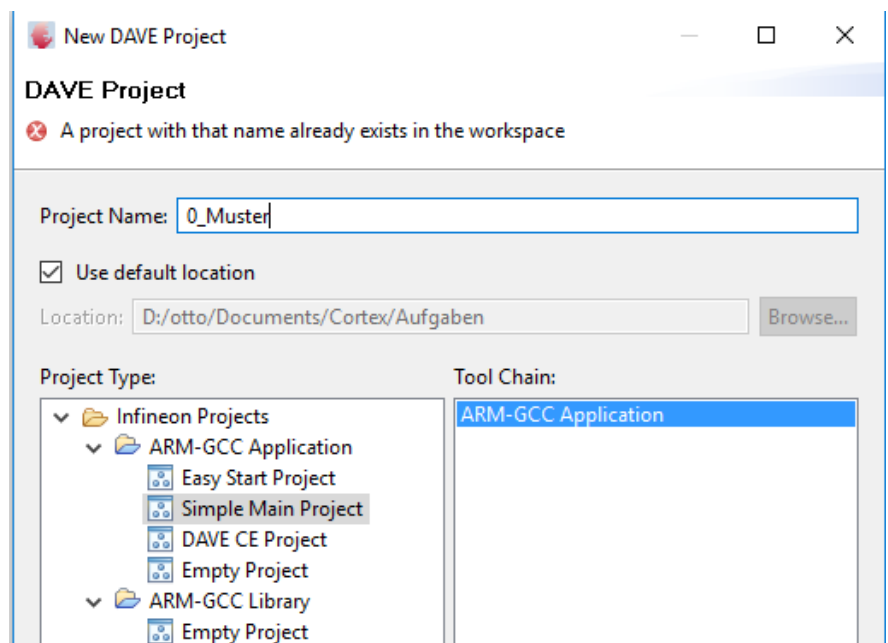 New DAVE Project
DAVE Project
A project with that name already exists in the workspace
Project Name: 0_Muster
Use default location
Location: D:/otto/Documents/Cortex/Aufgaben Browse...
Project Type: Tool Chain:
Infineon Projects ARM-GCC Application
ARM-GCC Application
Easy Start Project
Simple Main Project
DAVE CE Project
Empty Project
ARM-GCC Library
Empty Project